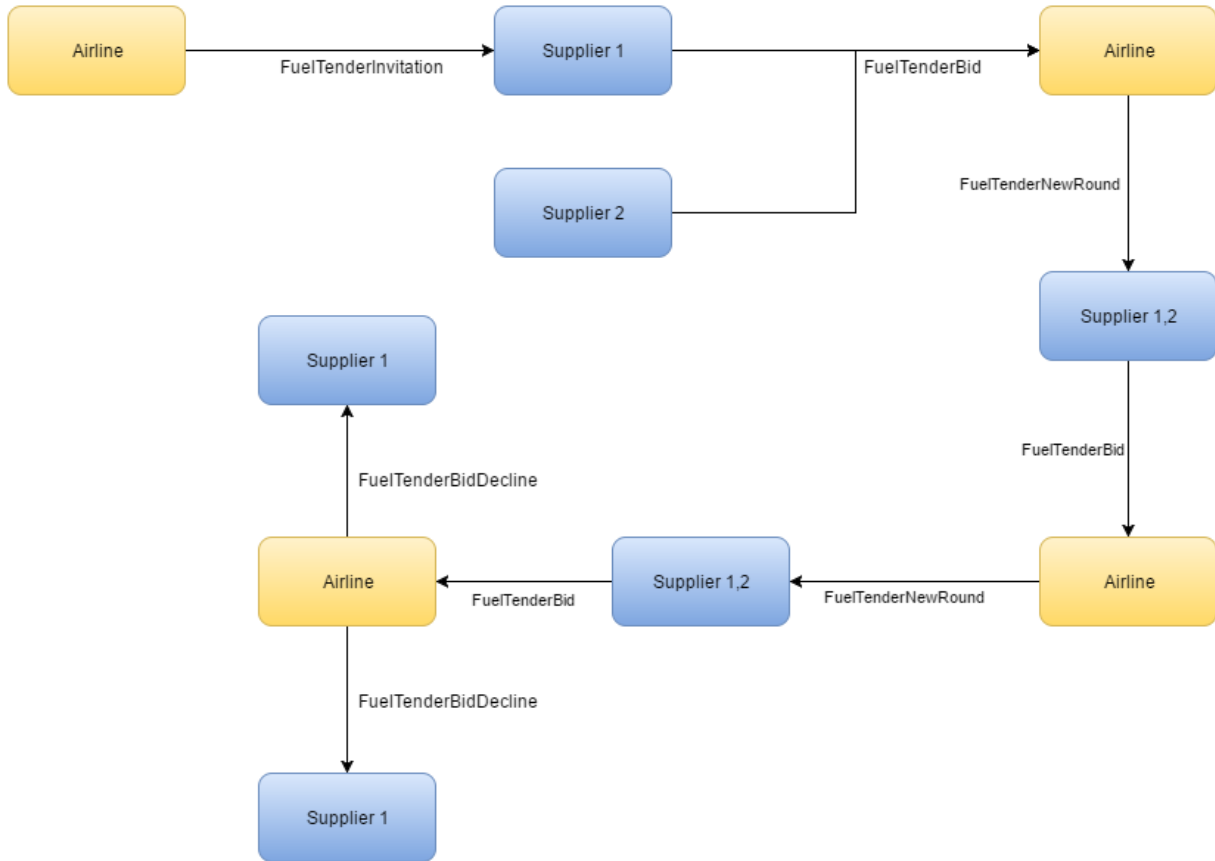 Airline
FuelTenderInvitation
Supplier 1
FuelTenderBid
Airline
Supplier 2
FuelTenderNewRound
Supplier 1,2
Supplier 1
FuelTenderBid
FuelTenderBidDecline
Airline
FuelTenderBid
Supplier 1,2
FuelTenderNewRound
Airline
FuelTenderBidDecline
Supplier 1